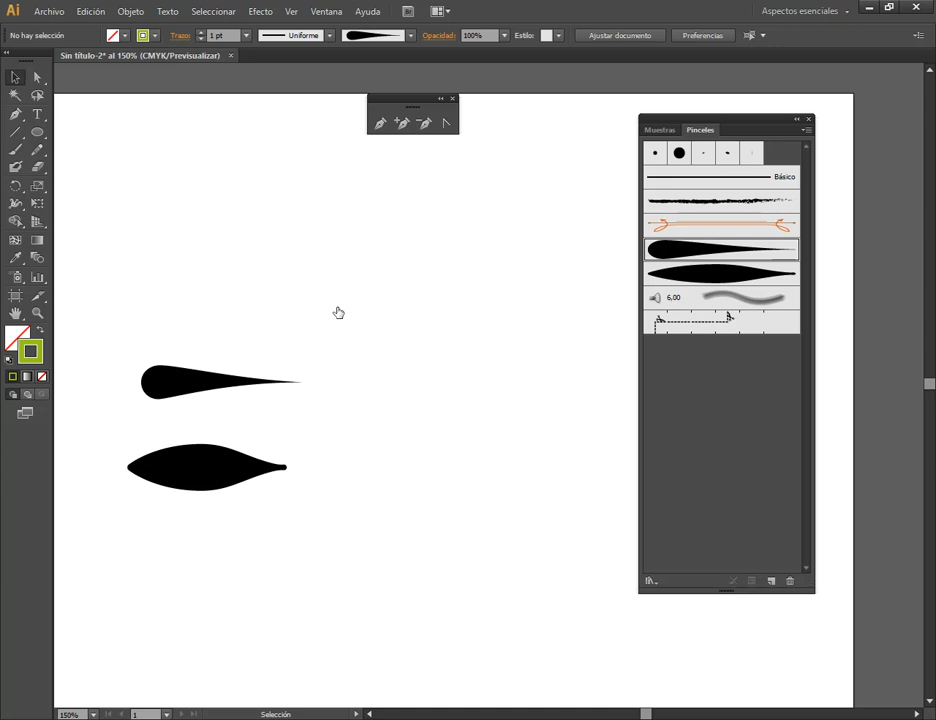 Ai Archivo Edición Objeto Texto Seleccionar Efecto Ver Ventana Ayuda Br Aspectos esenciales
No hay selección Trazo: 1 pt Uniforme Opacidad: 100% Estilo: Ajustar documento Preferencias
Sin título-2* al 150% (CMYK/Previsualizar)
Muestras Pinceles
Básico
6,00
150% 1 Selección